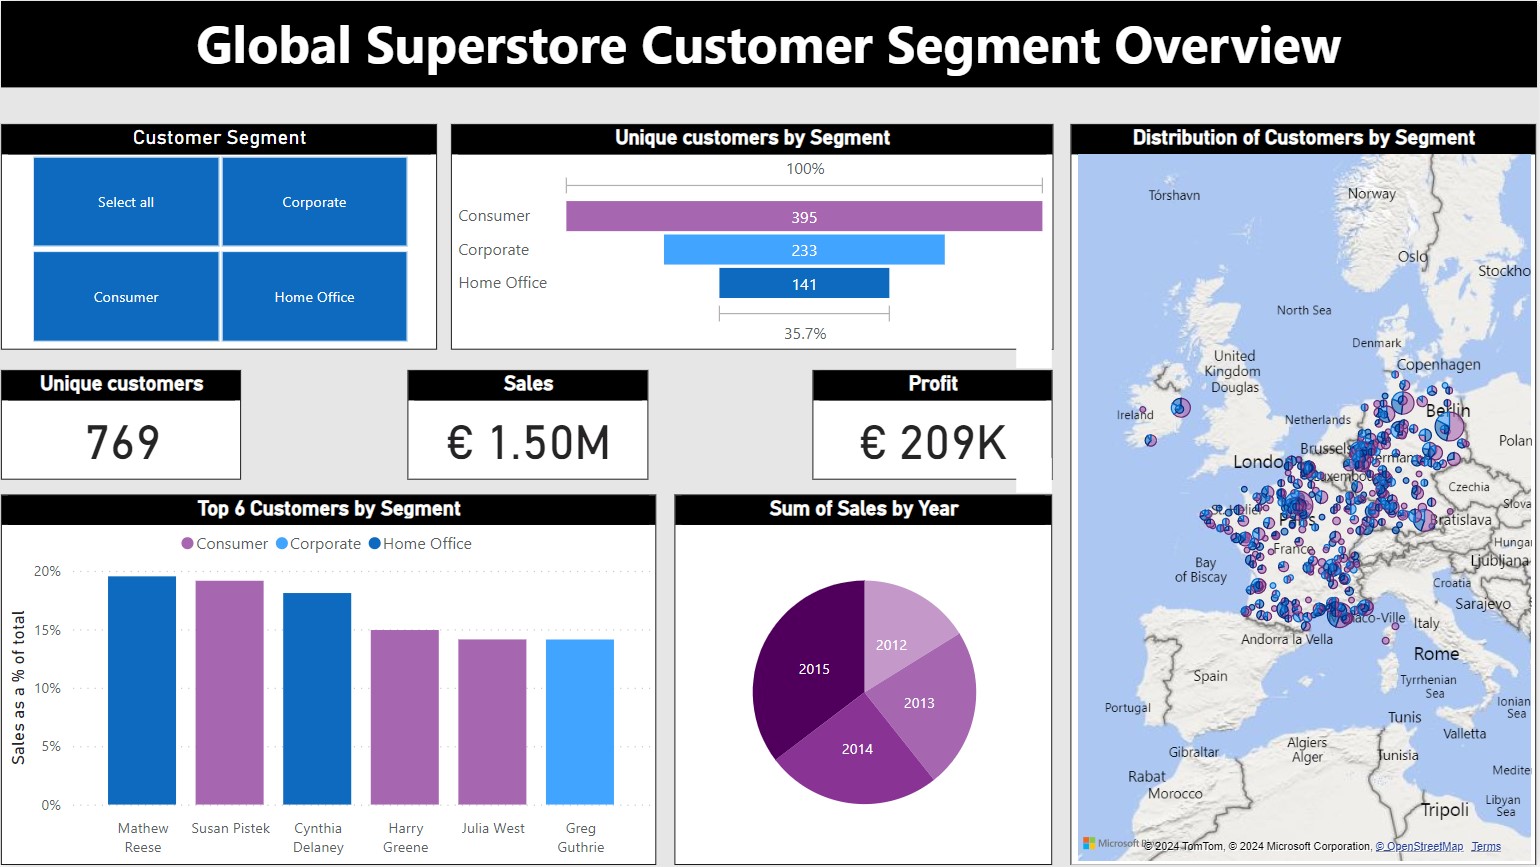 Global Superstore Customer Segment Overview
Customer Segment
Select all
Corporate
Consumer
Home Office
Unique customers by Segment
100%
Consumer
395
Corporate
233
Home Office
141
35.7%
Unique customers
769
Sales
€ 1.50M
Profit
€ 209K
Top 6 Customers by Segment
Consumer Corporate Home Office
Sales as a % of total
20%
15%
10%
5%
0%
Mathew
Reese
Susan Pistek
Cynthia
Delaney
Harry
Greene
Julia West
Greg
Guthrie
Sum of Sales by Year
2012
2013
2014
2015
Distribution of Customers by Segment
Tórshavn
Norway
Oslo
Stockho
North Sea
Denmark
Copenhagen
United
Kingdom
Douglas
Ireland
Netherlands
Berlin
Polan
Brussels
London
Czechia
Slova
Bratislava
Paris
France
Hungar
Ljubljana
Bay
of Biscay
Croatia
Sarajevo
aco-Ville
Italy
Andorra la Vella
Rome
Spain
Tyrrhenian
Sea
Portugal
Ionian
Sea
Tunis
Valletta
Gibraltar
Algiers
Alger
Tunisia
Rabat
Medite
Morocco
Libyan
Sea
Tripoli
Microsoft
© 2024 TomTom, © 2024 Microsoft Corporation, © OpenStreetMap Terms